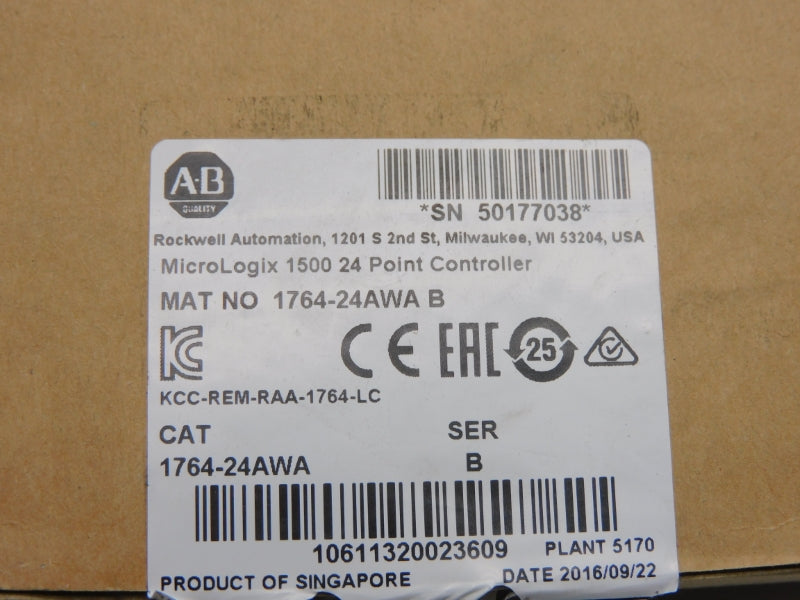 A·B
QUALITY
*SN 50177038*
Rockwell Automation, 1201 S 2nd St, Milwaukee, WI 53204, USA
MicroLogix 1500 24 Point Controller
MAT NO 1764-24AWA B
CE EAC 25
KCC-REM-RAA-1764-LC
CAT SER
1764-24AWA B
10611320023609 PLANT 5170
PRODUCT OF SINGAPORE DATE 2016/09/22